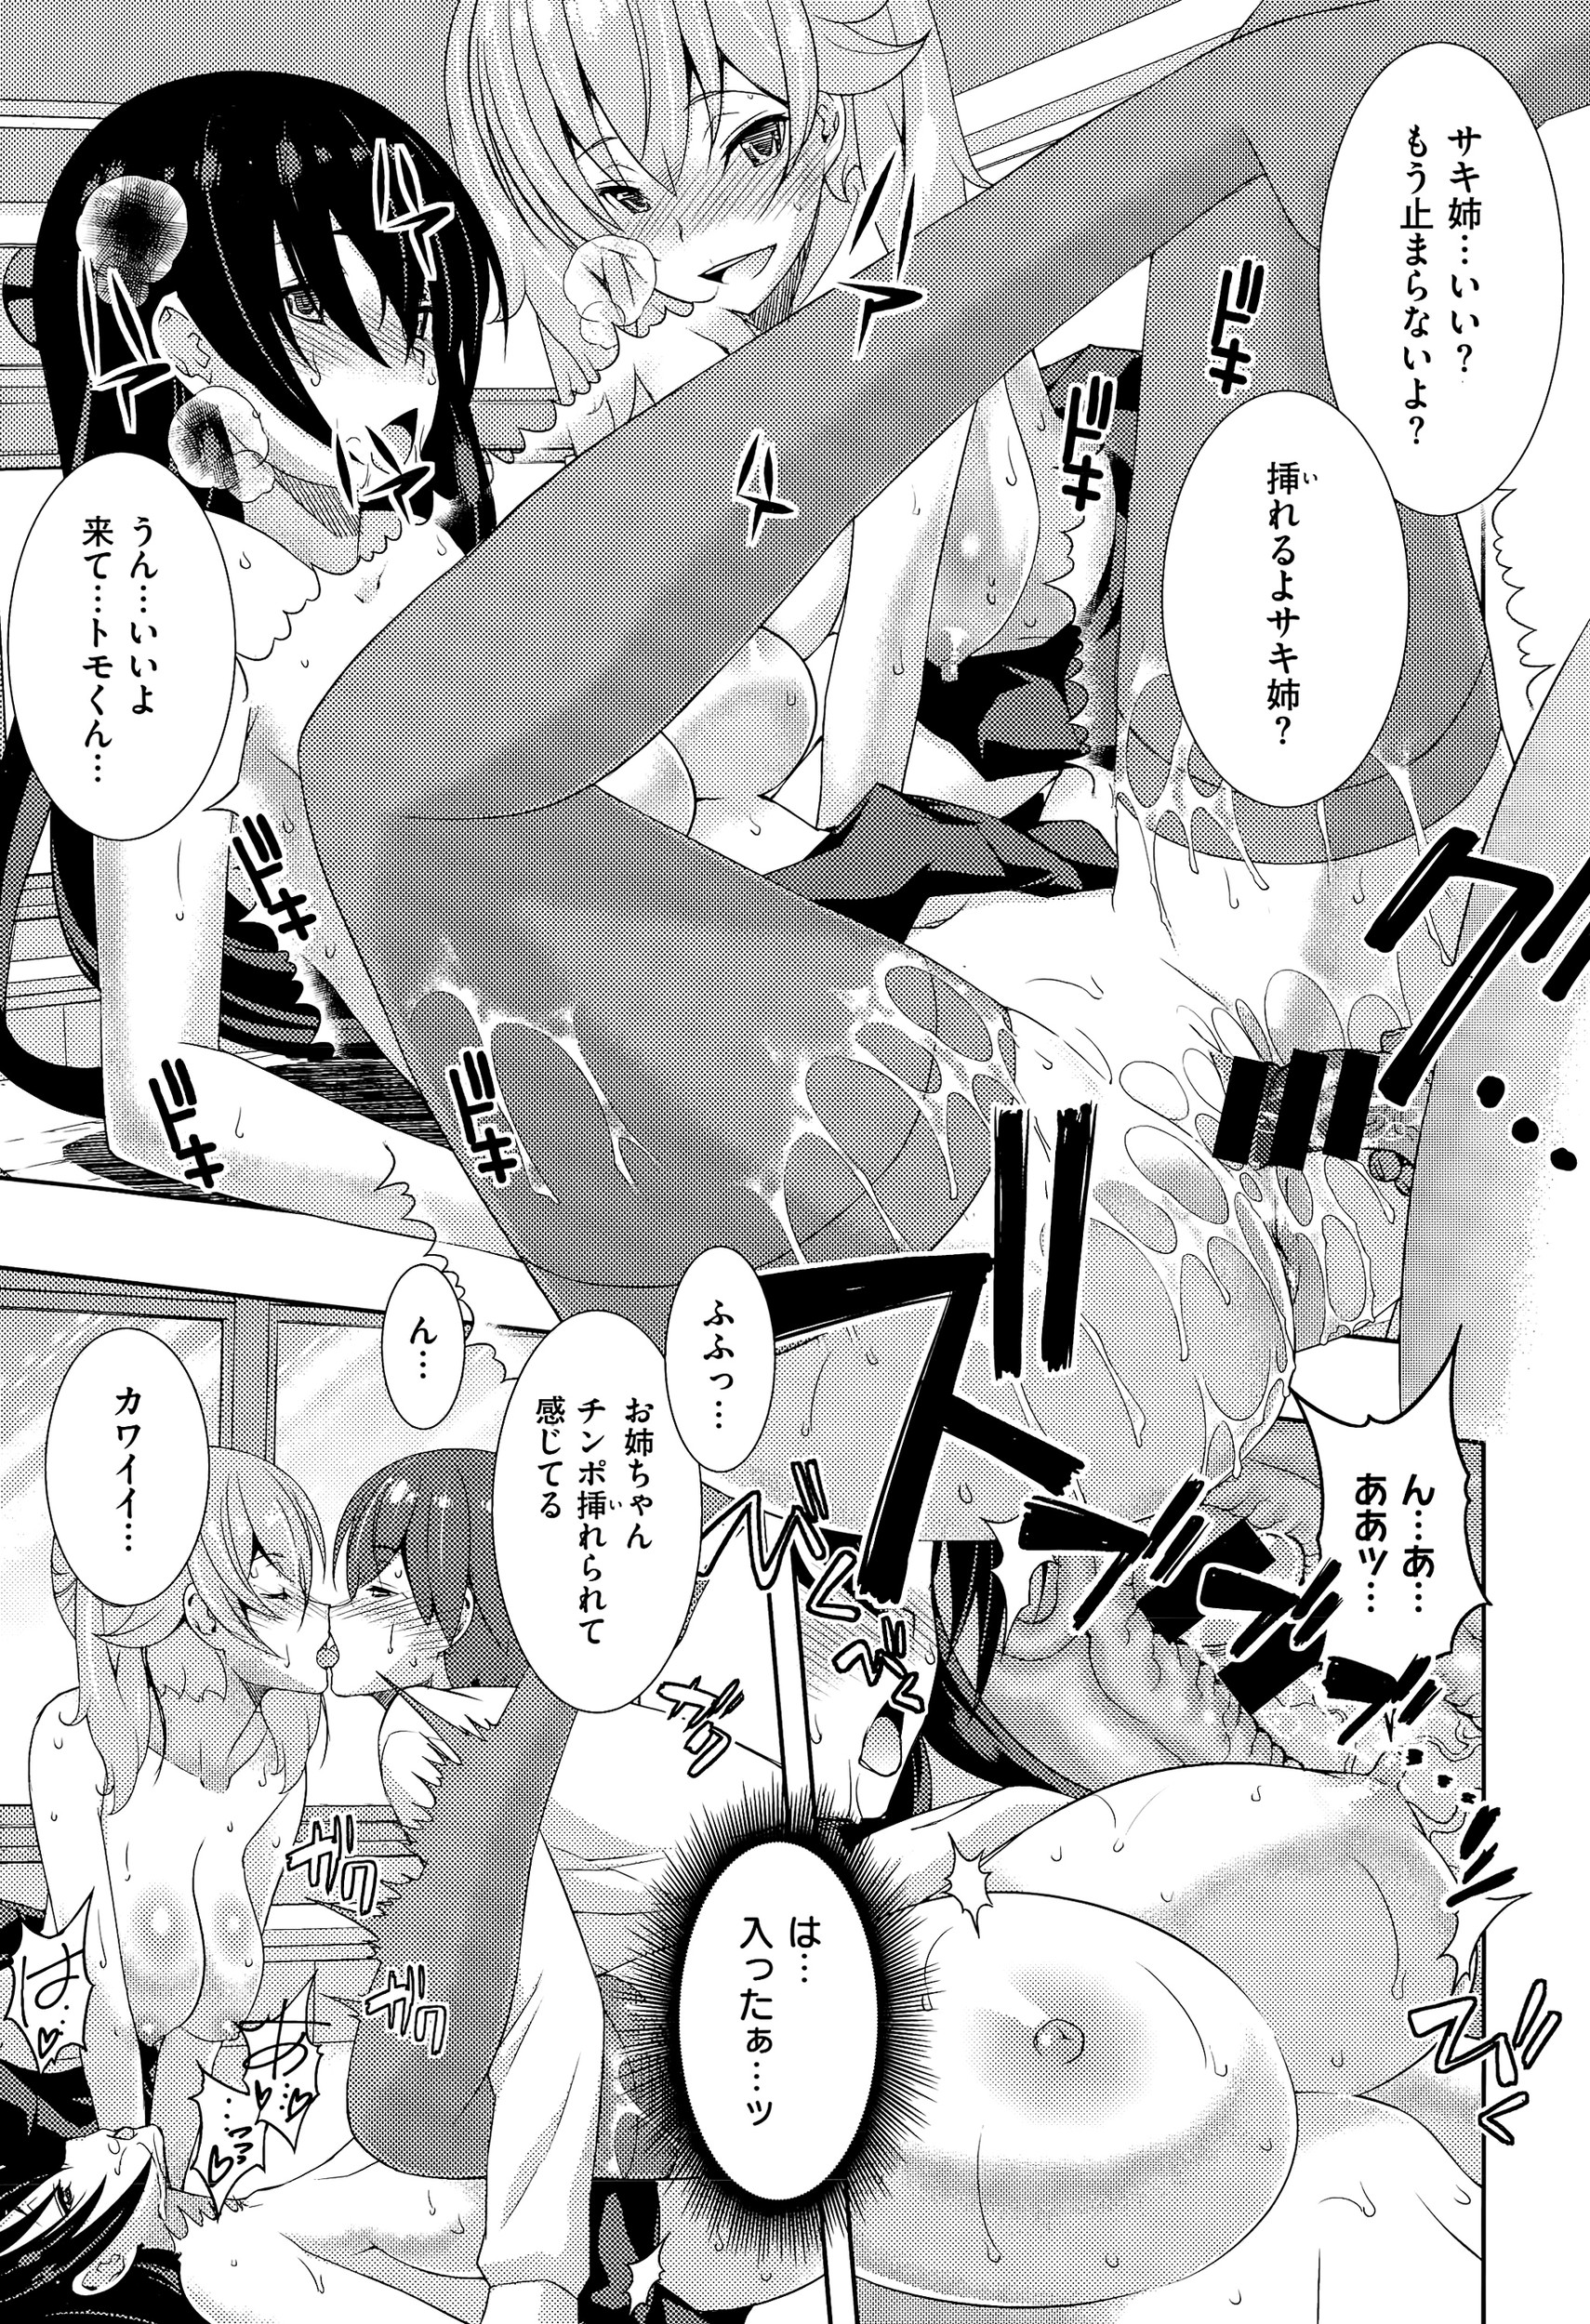 サキ姉…いい？
もう止まらないよ？
挿れるよサキ姉？
い
うん…いいよ
来て…トモくん…
ドキ
ドキ
ドキ
ドキ
ドキ
ん…あ…
ああッ…
は…
入ったぁ…ッ
ふふっ…
お姉ちゃん
チンポ挿れられて
い
感じてる
ん…
カワイイ…
ガク
ガク
は…